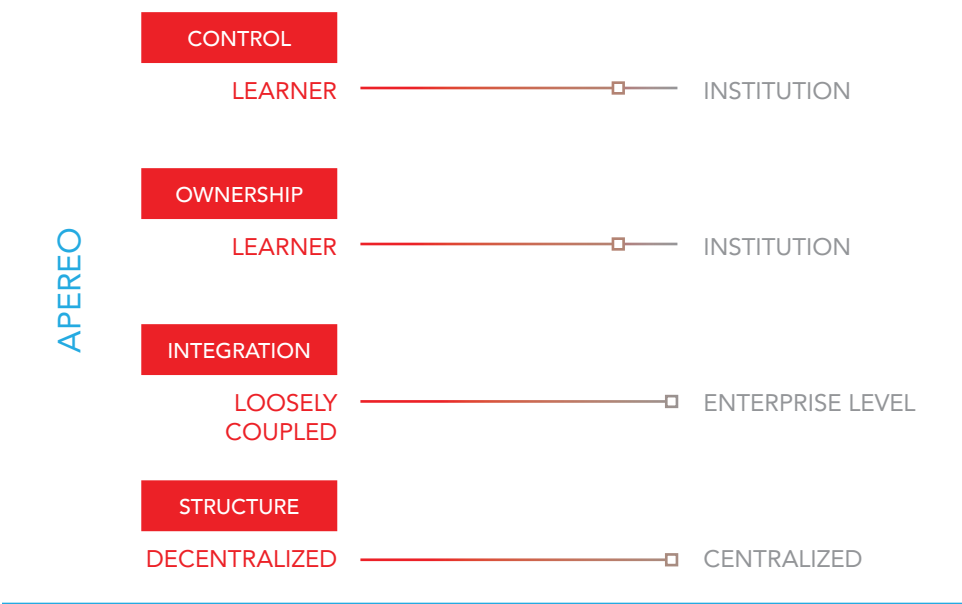 APEREO
CONTROL
LEARNER
INSTITUTION
OWNERSHIP
LEARNER
INSTITUTION
INTEGRATION
LOOSELY
COUPLED
ENTERPRISE LEVEL
STRUCTURE
DECENTRALIZED
CENTRALIZED